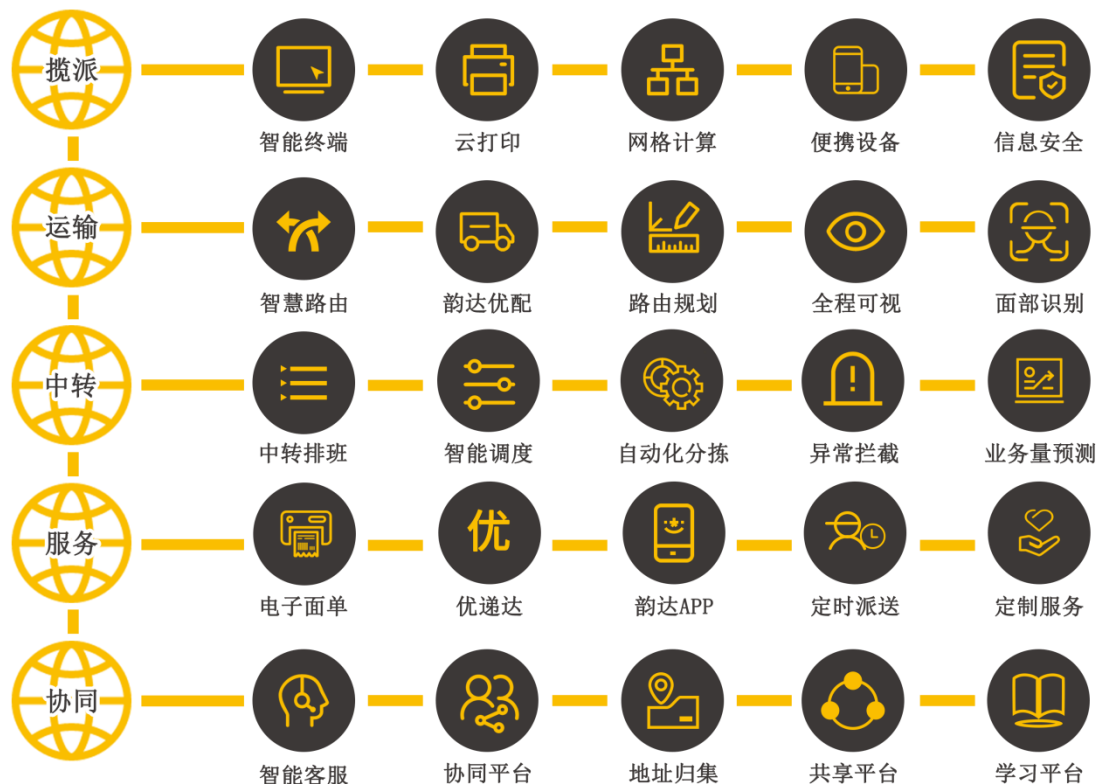 揽派
智能终端
云打印
网格计算
便携设备
信息安全
运输
智慧路由
韵达优配
路由规划
全程可视
面部识别
中转
中转排班
智能调度
自动化分拣
异常拦截
业务量预测
服务
优
电子面单
优递达
韵达APP
定时派送
定制服务
协同
智能客服
协同平台
地址归集
共享平台
学习平台